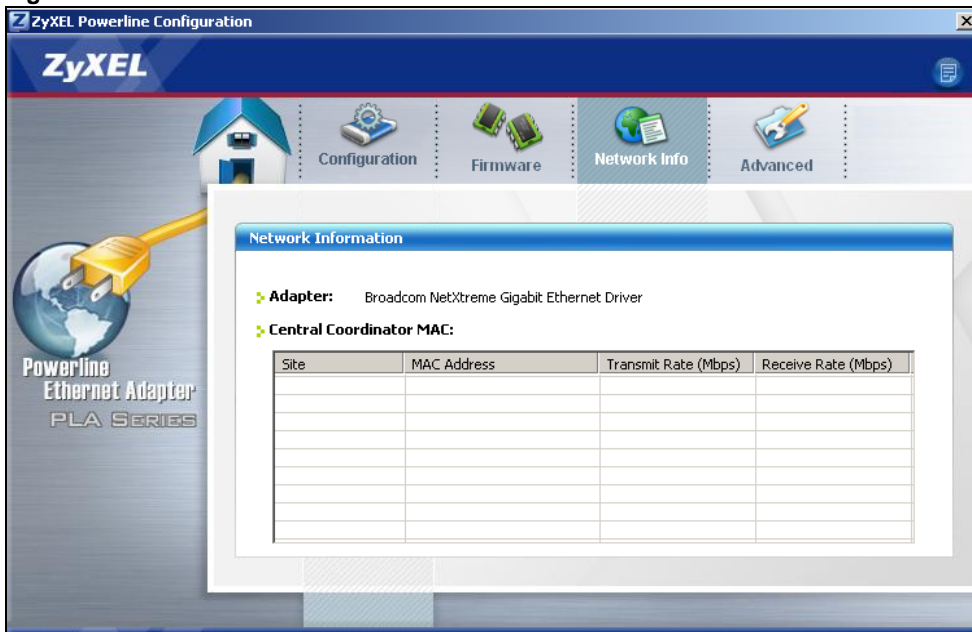 ZyXEL Powerline Configuration
ZyXEL
Configuration
Firmware
Network Info
Advanced
Network Information
Adapter: Broadcom NetXtreme Gigabit Ethernet Driver
Central Coordinator MAC:
Site MAC Address Transmit Rate (Mbps) Receive Rate (Mbps)
Powerline
Ethernet Adapter
PLA SERIES